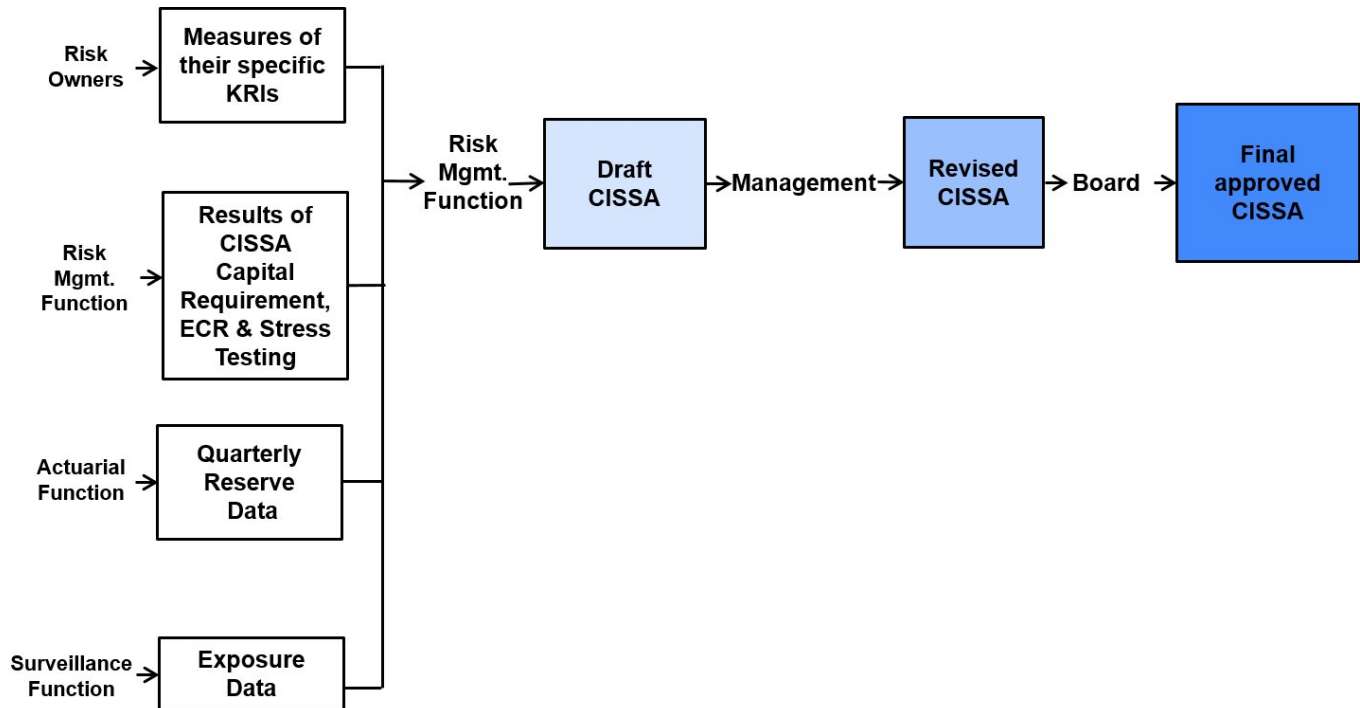 Risk
Owners
Measures of
their specific
KRIs
Risk
Mgmt.
Function
Results of
CISSA
Capital
Requirement,
ECR & Stress
Testing
Actuarial
Function
Quarterly
Reserve
Data
Surveillance
Function
Exposure
Data
Risk
Mgmt.
Function
Draft
CISSA
Management
Revised
CISSA
Board
Final
approved
CISSA